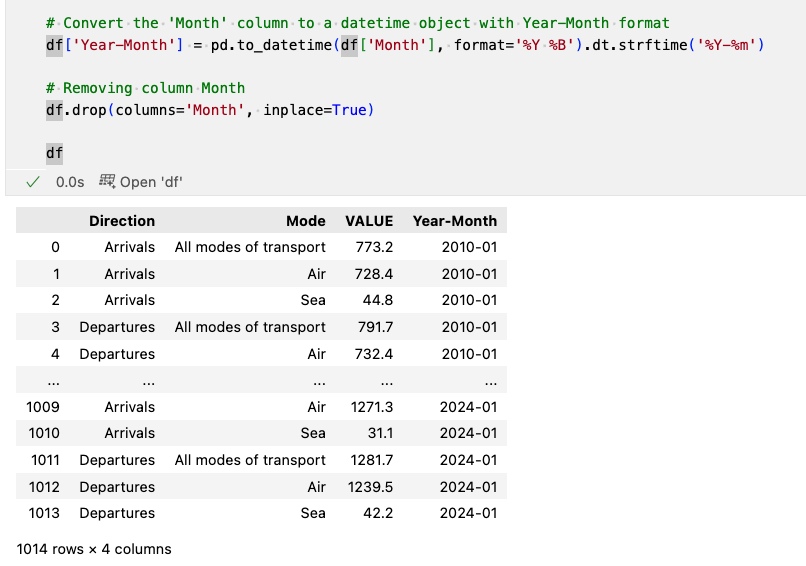 # Convert the 'Month' column to a datetime object with Year-Month format
df['Year-Month'] = pd.to_datetime(df['Month'], format='%Y %B').dt.strftime('%Y-%m')
# Removing column Month
df.drop(columns='Month', inplace=True)
df
0.0s Open 'df'
Direction Mode VALUE Year-Month
0 Arrivals All modes of transport 773.2 2010-01
1 Arrivals Air 728.4 2010-01
2 Arrivals Sea 44.8 2010-01
3 Departures All modes of transport 791.7 2010-01
4 Departures Air 732.4 2010-01
... ... ... ... ...
1009 Arrivals Air 1271.3 2024-01
1010 Arrivals Sea 31.1 2024-01
1011 Departures All modes of transport 1281.7 2024-01
1012 Departures Air 1239.5 2024-01
1013 Departures Sea 42.2 2024-01
1014 rows × 4 columns